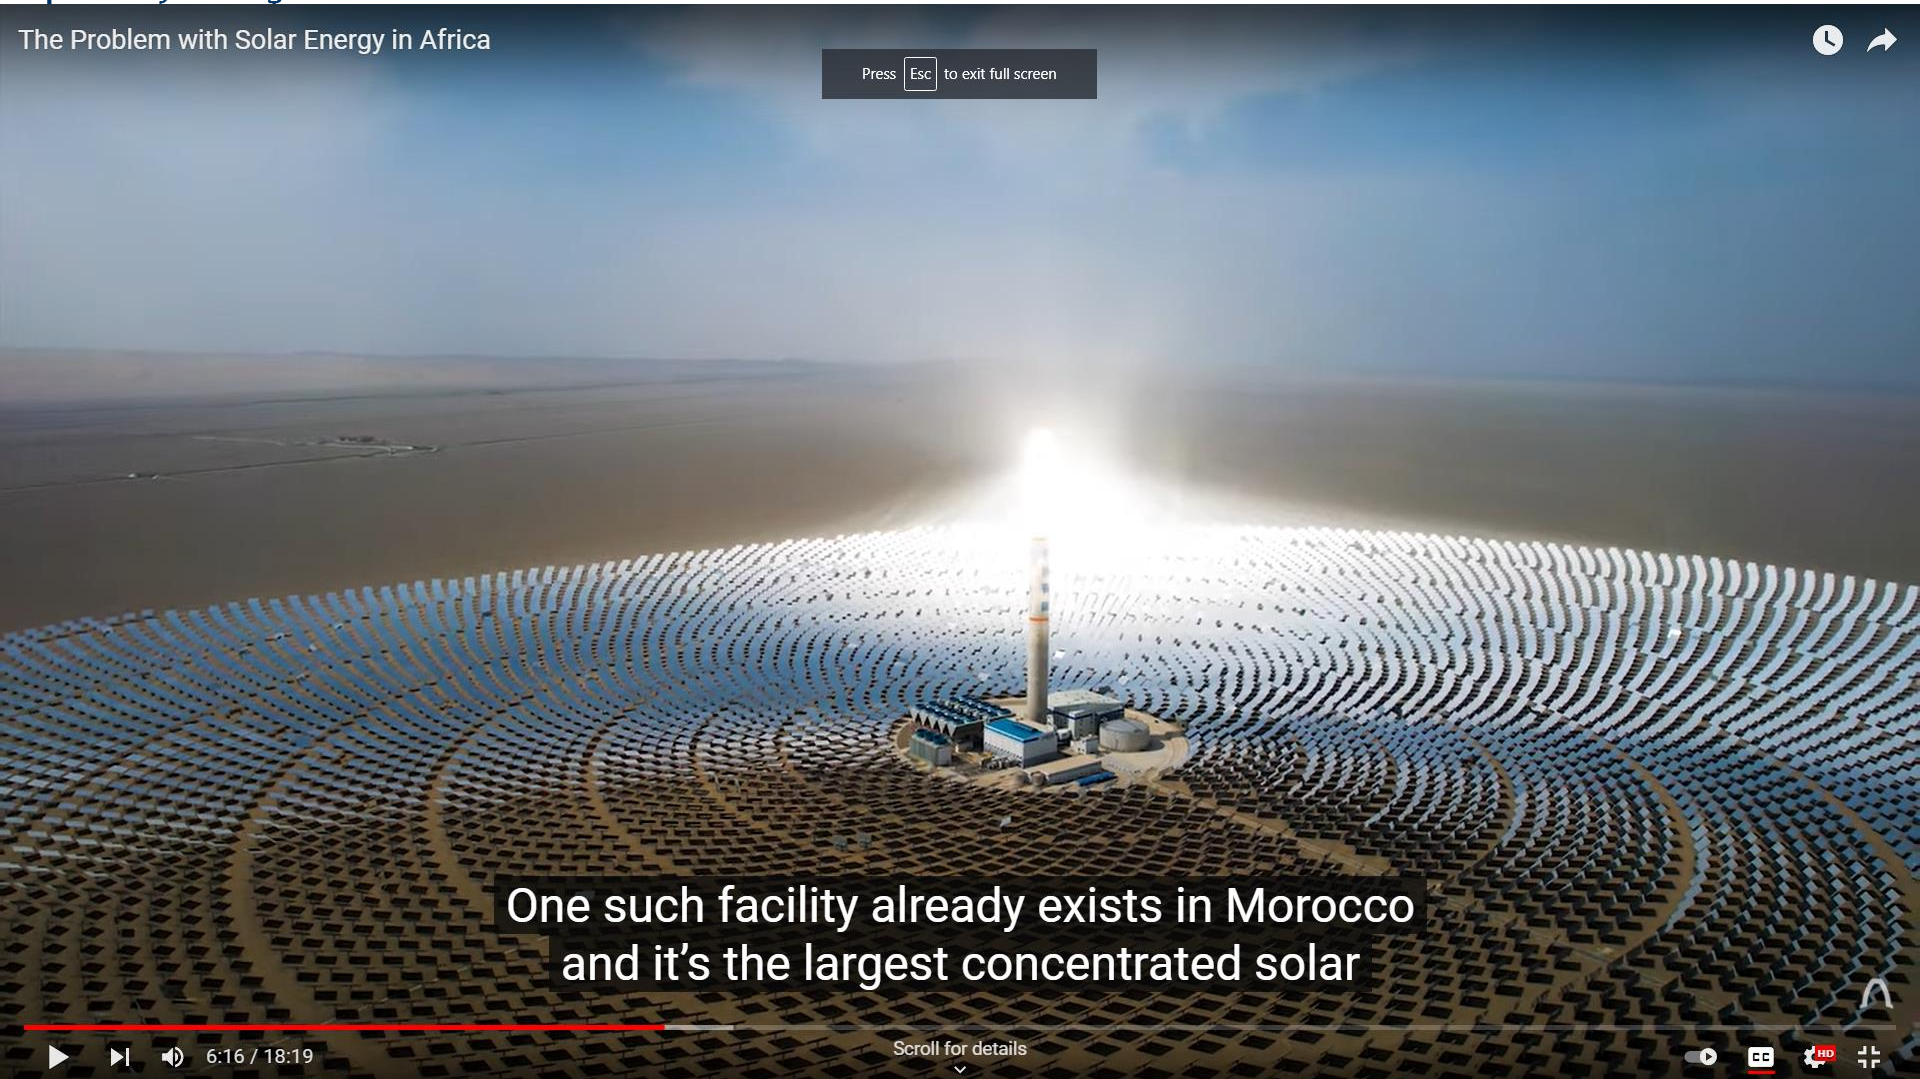 The Problem with Solar Energy in Africa
Press Esc to exit full screen
One such facility already exists in Morocco
and it’s the largest concentrated solar
6:16 / 18:19
Scroll for details
CC
HD